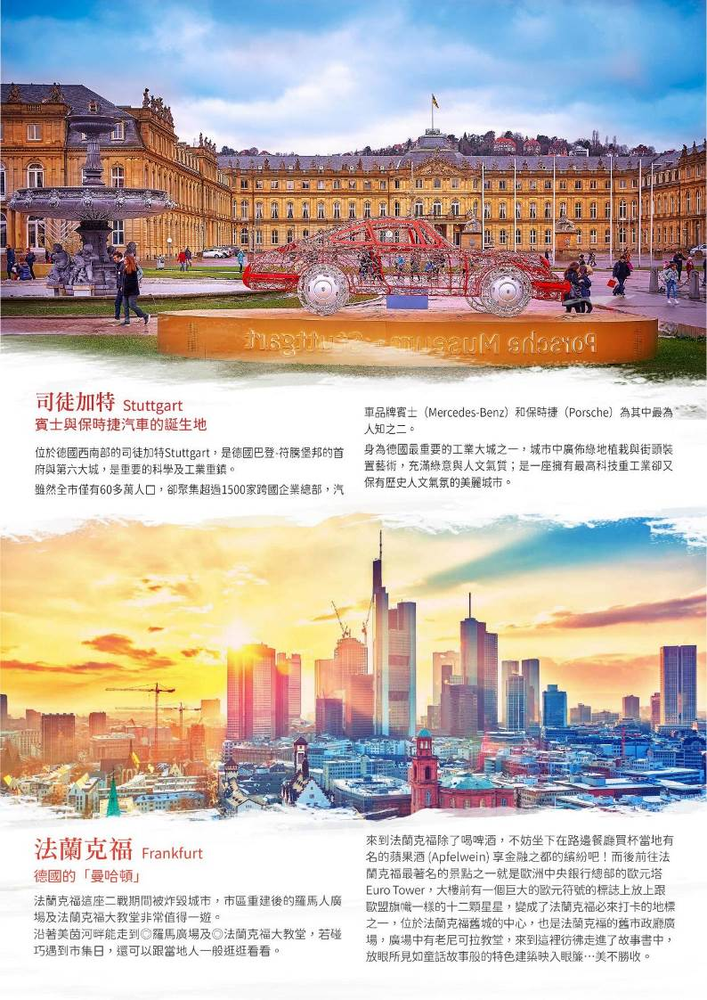 Porsche Museum - Stuttgart
司徒加特 Stuttgart
賓士與保時捷汽車的誕生地
位於德國西南部的司徒加特Stuttgart，是德國巴登-符騰堡邦的首
府與第六大城，是重要的科學及工業重鎮。
雖然全市僅有60多萬人口，卻聚集超過1500家跨國企業總部，汽
車品牌賓士（Mercedes-Benz）和保時捷（Porsche）為其中最為
人知之二。
身為德國最重要的工業大城之一，城市中廣佈綠地植栽與街頭裝
置藝術，充滿綠意與人文氣質；是一座擁有最高科技重工業卻又
保有歷史人文氣氛的美麗城市。
法蘭克福 Frankfurt
德國的「曼哈頓」
法蘭克福這座二戰期間被炸毀城市，市區重建後的羅馬人廣
場及法蘭克福大教堂非常值得一遊。
沿著美茵河畔能走到◎羅馬廣場及◎法蘭克福大教堂，若碰
巧遇到市集日，還可以跟當地人一般逛逛看看。
來到法蘭克福除了喝啤酒，不妨坐下在路邊餐廳買杯當地有
名的蘋果酒 (Apfelwein) 享金融之都的繽紛吧！而後前往法
蘭克福最著名的景點之一就是歐洲中央銀行總部的歐元塔
Euro Tower，大樓前有一個巨大的歐元符號的標誌上放上跟
歐盟旗幟一樣的十二顆星星，變成了法蘭克福必來打卡的地標
之一，位於法蘭克福舊城的中心，也是法蘭克福的舊市政廳廣
場，廣場中有老尼可拉教堂，來到這裡彷彿走進了故事書中，
放眼所見如童話故事般的特色建築映入眼簾…美不勝收。